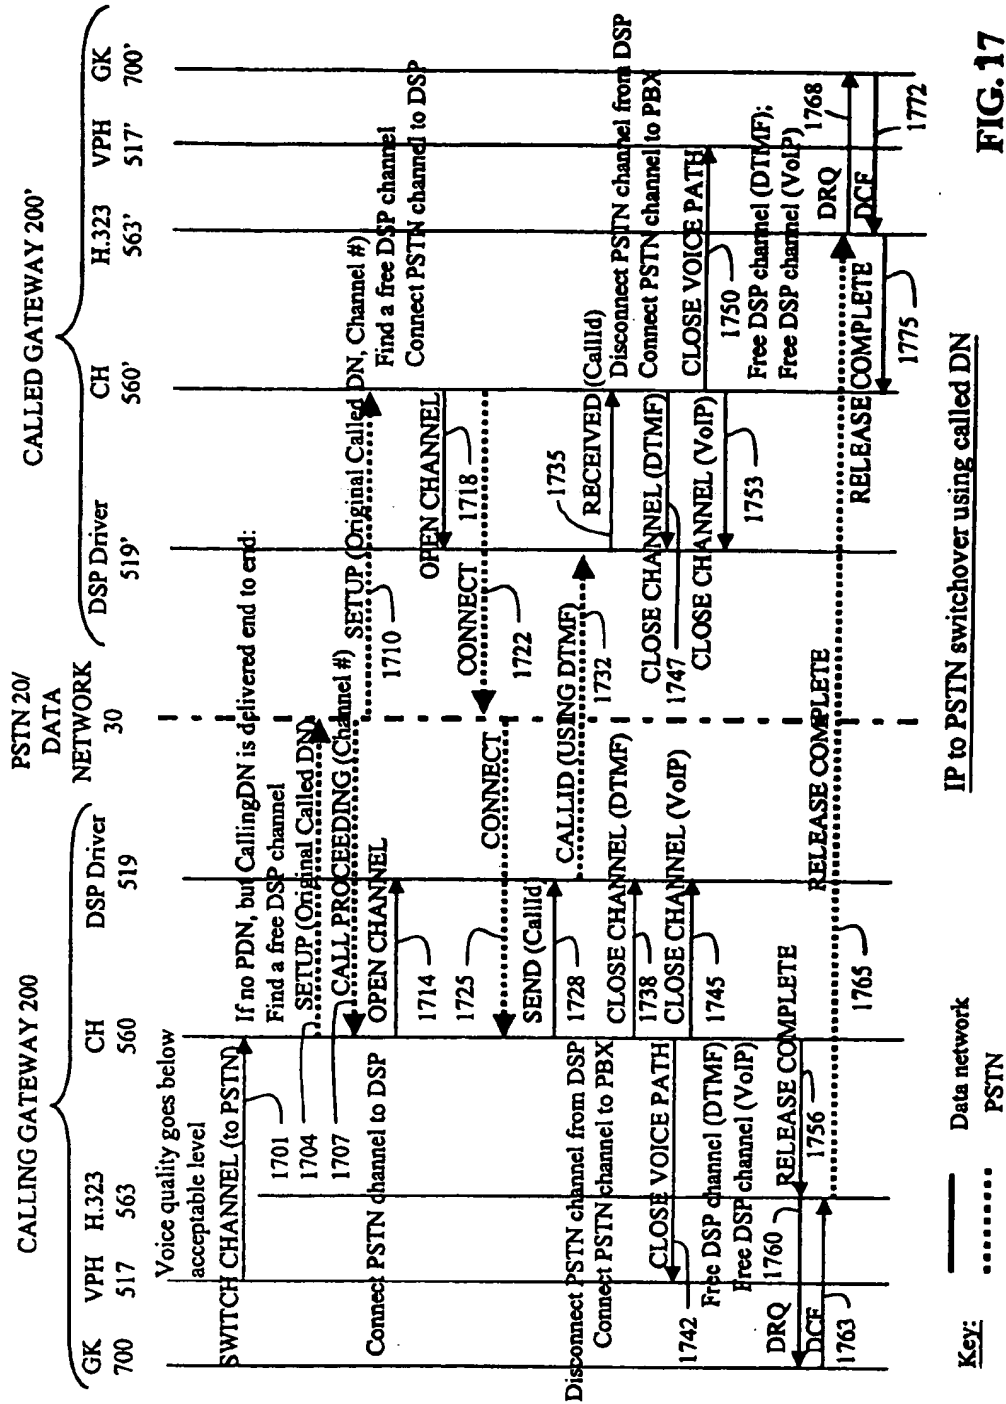 CALLING GATEWAY 200
PSTN 20/
DATA
NETWORK
30
CALLED GATEWAY 200'
GK
700
VPH
517
H.323
563
CH
560
DSP Driver
519
DSP Driver
519'
CH
560'
H.323
563'
VPH
517'
GK
700'
Voice quality goes below
acceptable level
SWITCH CHANNEL (to PSTN)
1701
If no PDN, but CallingDN is delivered end to end:
Find a free DSP channel
SETUP (Original Called DN)
1704
CALL PROCEEDING (Channel #)
1707
SETUP (Original Called DN, Channel #)
1710
Find a free DSP channel
Connect PSTN channel to DSP
Connect PSTN channel to DSP
OPEN CHANNEL
1714
OPEN CHANNEL
1718
CONNECT
1722
CONNECT
1725
SEND (CallId)
1728
CALLID (USING DTMF)
1732
1735
RECEIVED (CallId)
Disconnect PSTN channel from DSP
Connect PSTN channel to PBX
Disconnect PSTN channel from DSP
Connect PSTN channel to PBX
CLOSE CHANNEL (DTMF)
1738
CLOSE VOICE PATH
1742
CLOSE CHANNEL (VoIP)
1745
CLOSE CHANNEL (DTMF)
1747
CLOSE VOICE PATH
1750
CLOSE CHANNEL (VoIP)
1753
Free DSP channel (DTMF)
Free DSP channel (VoIP)
Free DSP channel (DTMF);
Free DSP channel (VoIP)
RELEASE COMPLETE
1756
DRQ
1760
DCF
1763
RELEASE COMPLETE
1765
DRQ
1768
DCF
1772
RELEASE COMPLETE
1775
Key:
Data network
PSTN
IP to PSTN switchover using called DN
FIG. 17